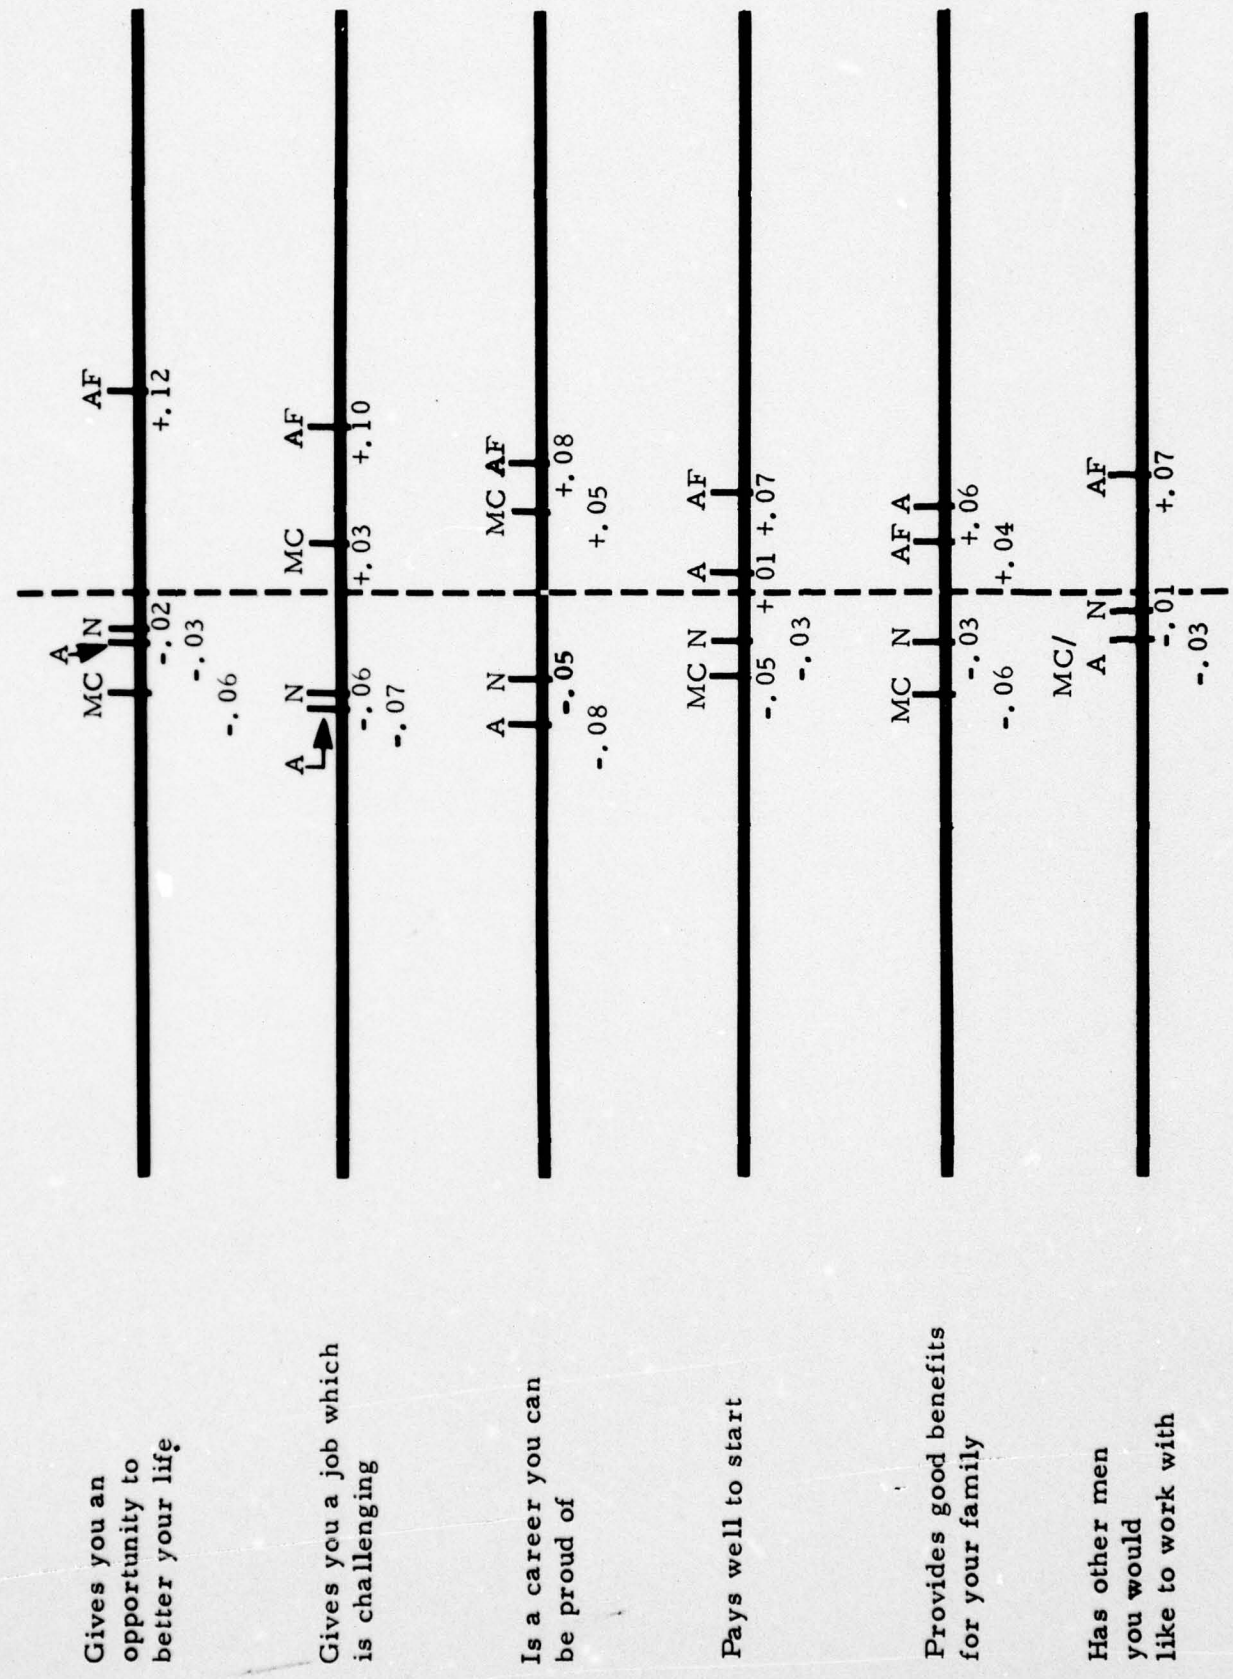 Gives you an
opportunity to
better your life
A
MC N AF
-.02 +.12
-.03
-.06
Gives you a job which
is challenging
A N MC AF
-.06 +.03 +.10
-.07
Is a career you can
be proud of
A N MC AF
-.05 +.08
-.08 +.05
Pays well to start
MC N A AF
-.05 +.01 +.07
-.03
Provides good benefits
for your family
MC N AF A
-.03 +.06
-.06 +.04
Has other men
you would
like to work with
MC/
A N AF
-.01 +.07
-.03